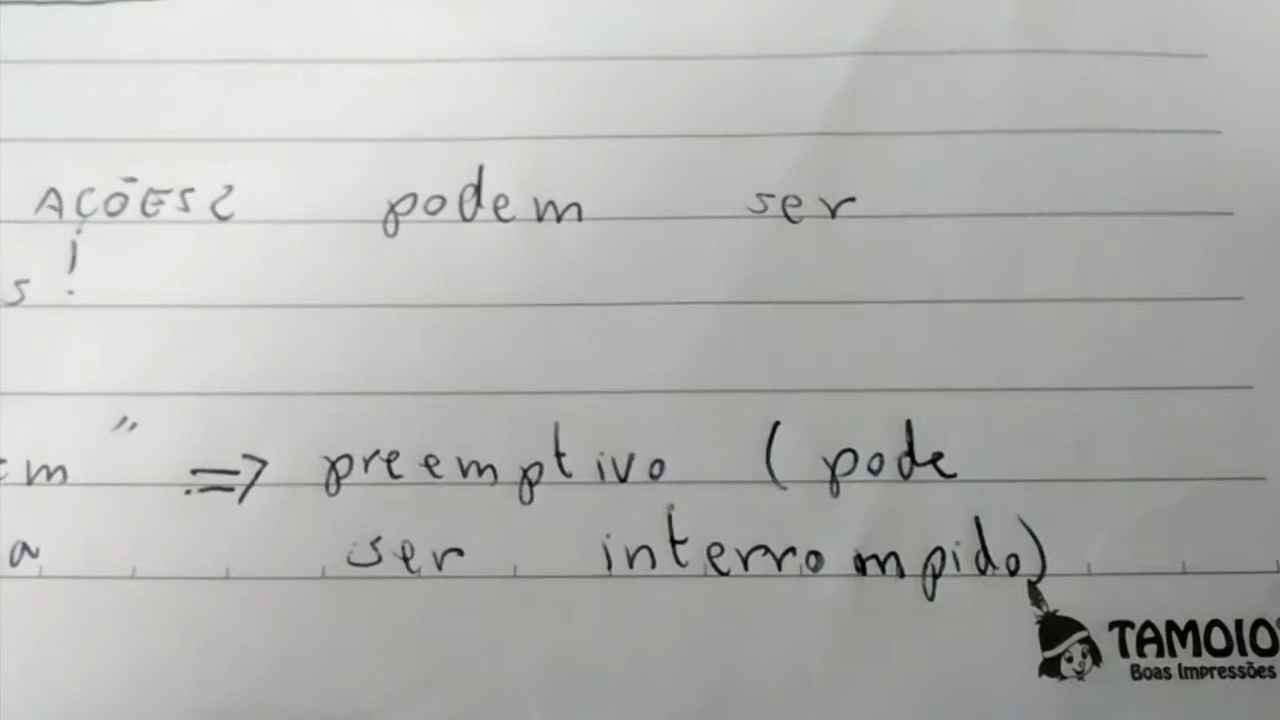 AÇÕES? podem ser
s !
m " => preemptivo (pode
a ser interrompido)
TAMOIO
Boas Impressões